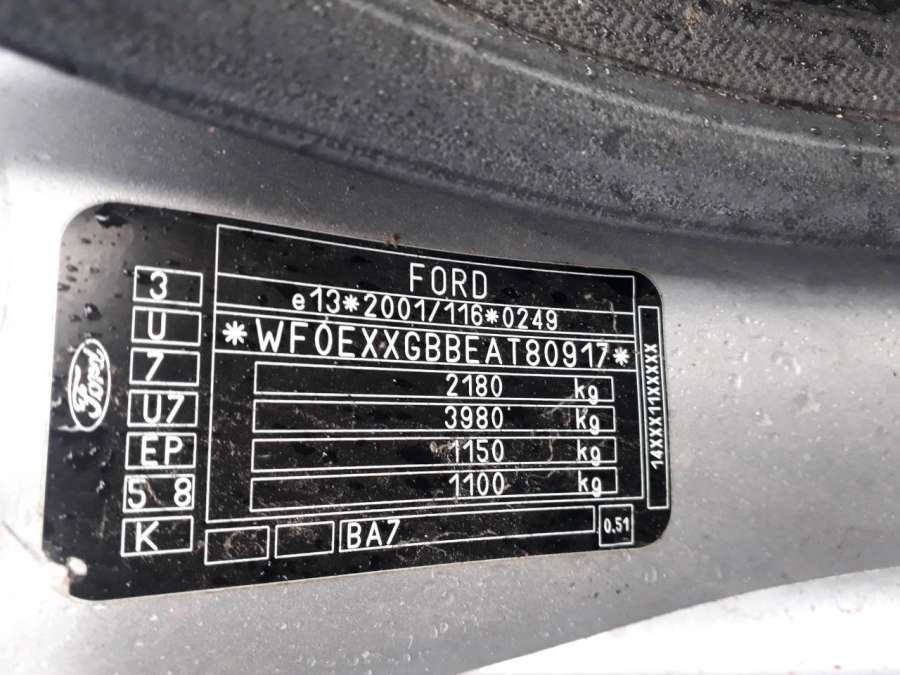 FORD
e13*2001/116*0249
*WF0EXXGBBEAT80917*
2180 kg
3980 kg
1150 kg
1100 kg
BA7
0.51
3
U
7
U7
EP
5 8
K
Ford
14XXX11XXXXX